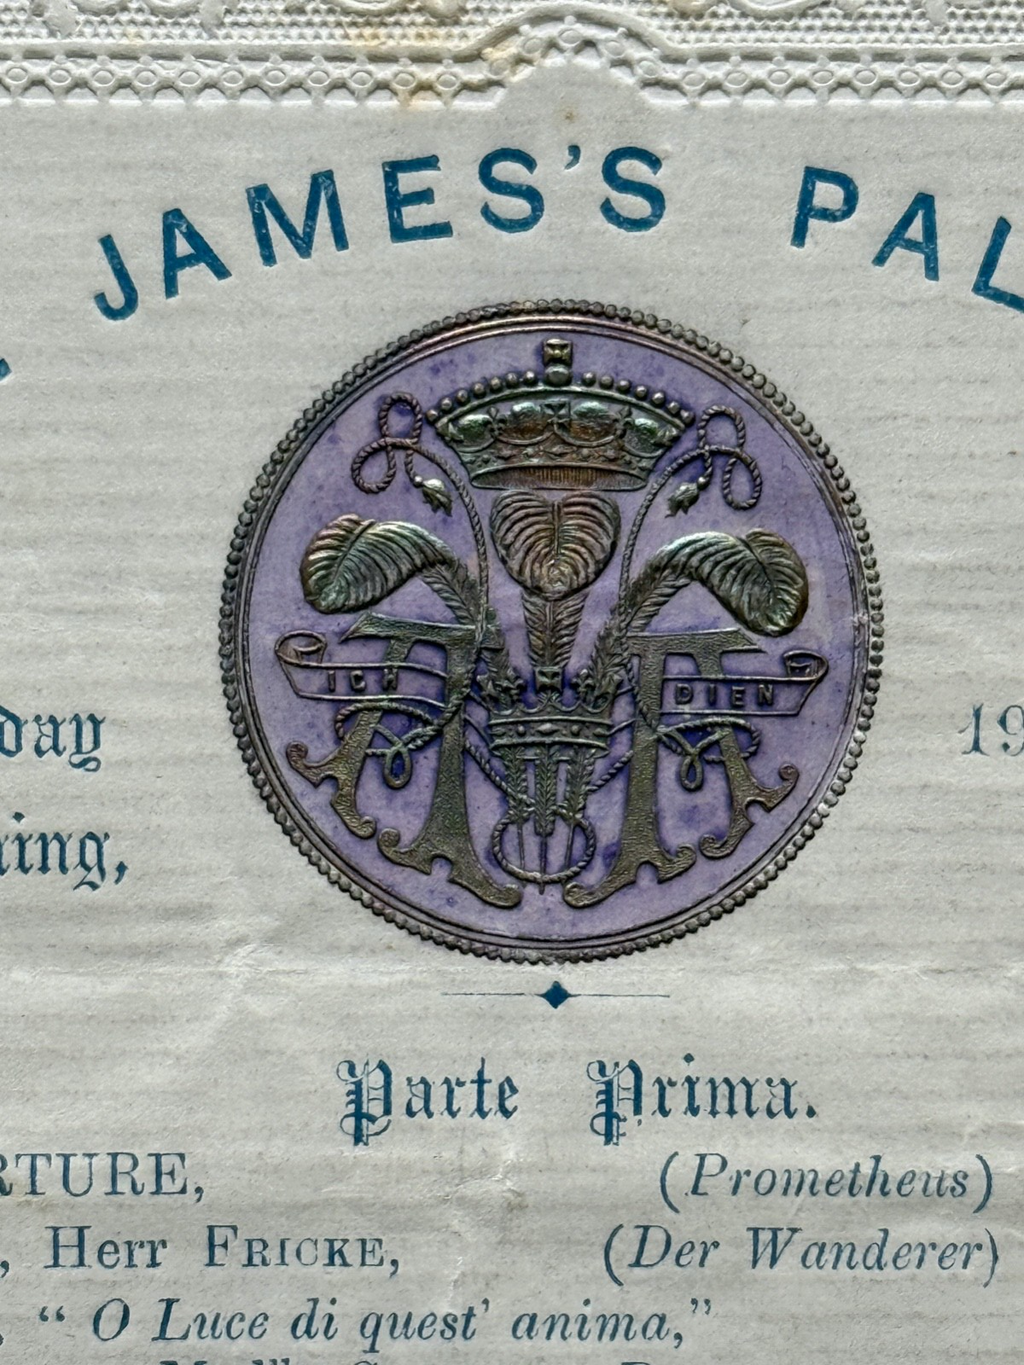 JAMES'S PAL
ICH DIEN
day 19
ing,
Parte Prima.
RTURE, (Prometheus)
, Herr FRICKE, (Der Wanderer)
, “ O Luce di quest' anima,”